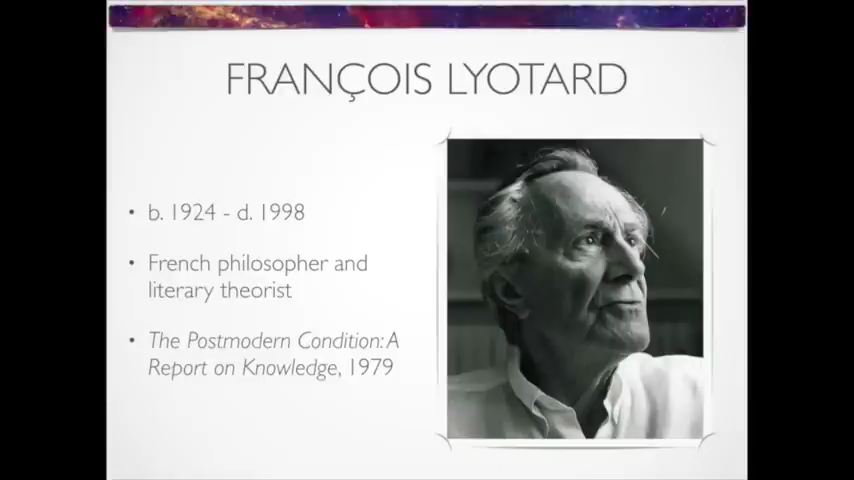 FRANÇOIS LYOTARD
• b. 1924 - d. 1998
• French philosopher and
literary theorist
• The Postmodern Condition: A
Report on Knowledge, 1979